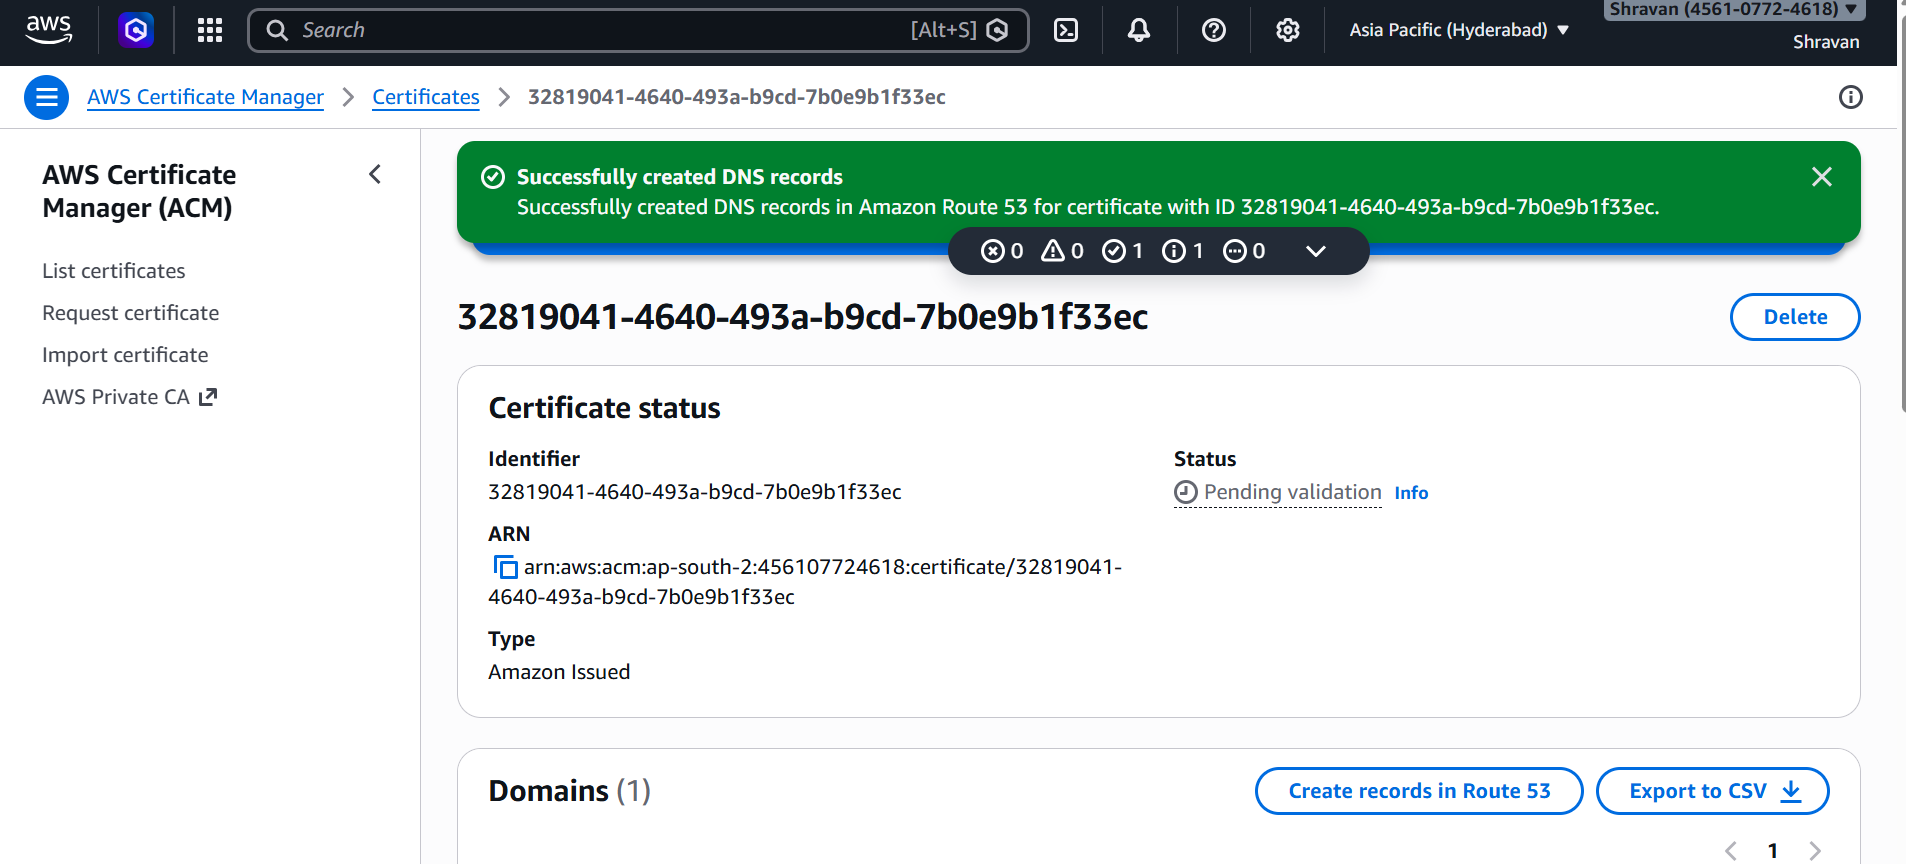 aws
Search
[Alt+S]
Asia Pacific (Hyderabad) ▼
Shravan (4561-0772-4618) ▼
Shravan
AWS Certificate Manager
Certificates
32819041-4640-493a-b9cd-7b0e9b1f33ec
AWS Certificate
Manager (ACM)
List certificates
Request certificate
Import certificate
AWS Private CA
Successfully created DNS records
Successfully created DNS records in Amazon Route 53 for certificate with ID 32819041-4640-493a-b9cd-7b0e9b1f33ec.
0 0 1 1 0
32819041-4640-493a-b9cd-7b0e9b1f33ec
Delete
Certificate status
Identifier
32819041-4640-493a-b9cd-7b0e9b1f33ec
Status
Pending validation Info
ARN
arn:aws:acm:ap-south-2:456107724618:certificate/32819041-
4640-493a-b9cd-7b0e9b1f33ec
Type
Amazon Issued
Domains (1)
Create records in Route 53
Export to CSV
1